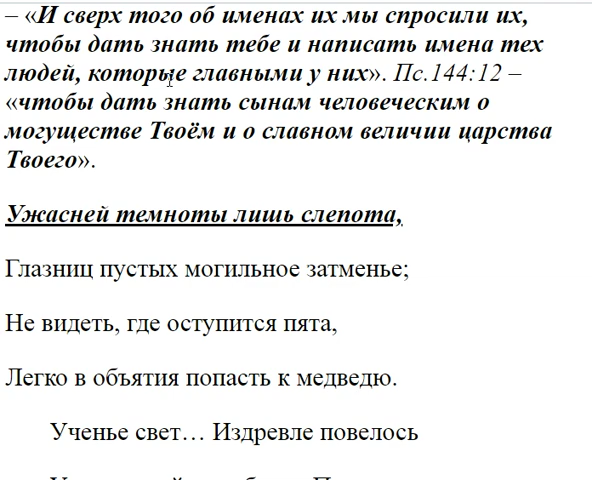 – «И сверх того об именах их мы спросили их,
чтобы дать знать тебе и написать имена тех
людей, которые главными у них». Пс.144:12 –
«чтобы дать знать сынам человеческим о
могуществе Твоём и о славном величии царства
Твоего».
Ужасней темноты лишь слепота,
Глазниц пустых могильное затменье;
Не видеть, где оступится пята,
Легко в объятия попасть к медведю.
Ученье свет… Издревле повелось